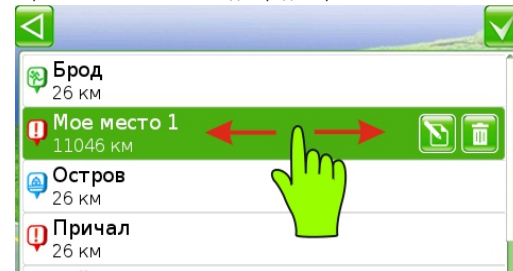 Брод
26 км
Мое место 1
11046 км
Остров
26 км
Причал
26 км